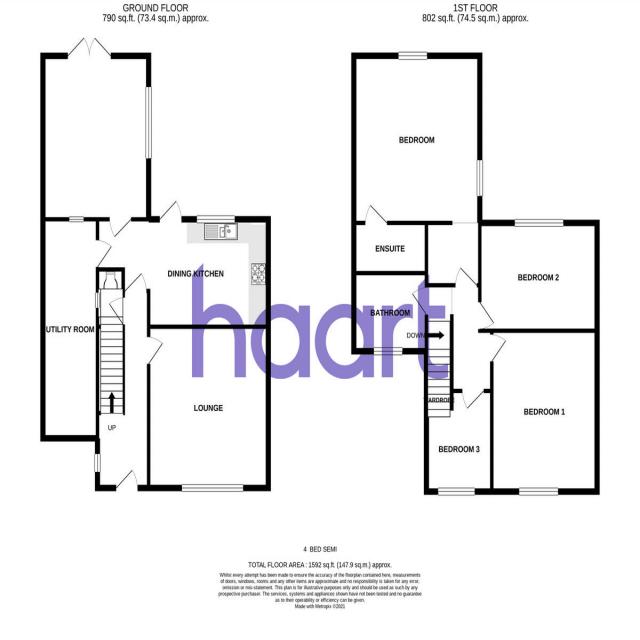 GROUND FLOOR
790 sq.ft. (73.4 sq.m.) approx.
1ST FLOOR
802 sq.ft. (74.5 sq.m.) approx.
BEDROOM
ENSUITE
BEDROOM 2
DINING KITCHEN
BATHROOM
UTILITY ROOM
DOWN
haart
LOUNGE
BEDROOM 1
UP
BEDROOM 3
4 BED SEMI
TOTAL FLOOR AREA : 1592 sq.ft. (147.9 sq.m.) approx.
Whilst every attempt has been made to ensure the accuracy of the floorplan contained here, measurements
of doors, windows, rooms and any other items are approximate and no responsibility is taken for any error,
omission or mis-statement. This plan is for illustrative purposes only and should be used as such by any
prospective purchaser. The services, systems and appliances shown have not been tested and no guarantee
as to their operability or efficiency can be given.
Made with Metropix ©2021